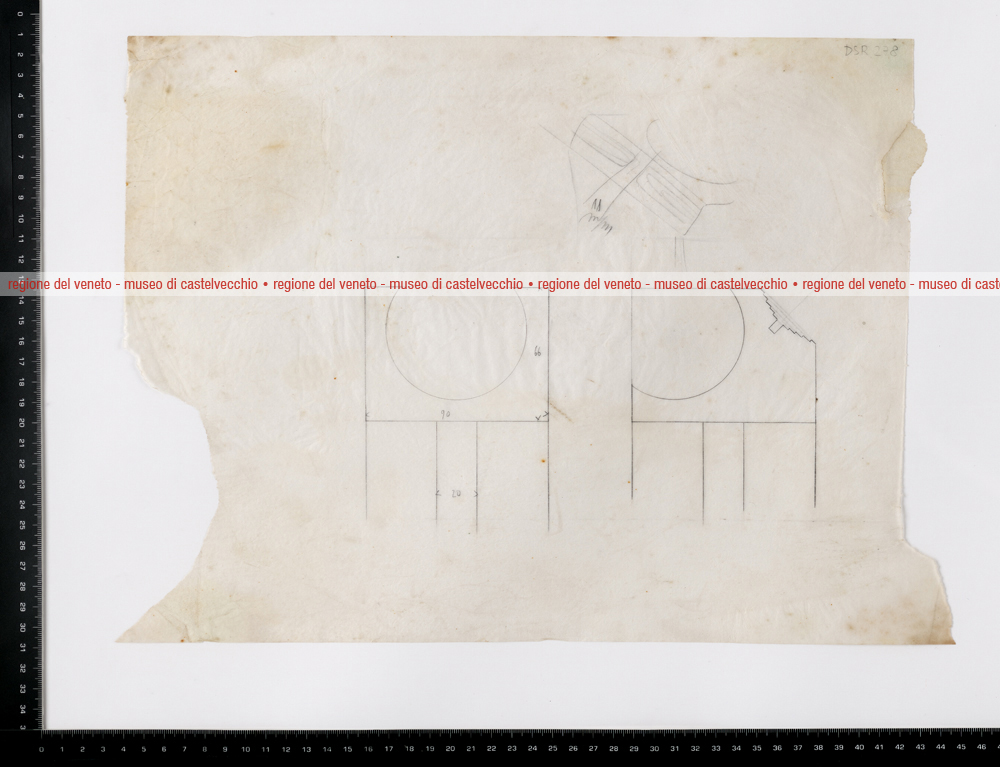 DSR 278
11
m/m
regione del veneto - museo di castelvecchio • regione del veneto - museo di castelvecchio • regione del veneto - museo di castelvecchio • regione del veneto - museo di cast
66
90
20
0 1 2 3 4 5 6 7 8 9 10 11 12 13 14 15 16 17 18 19 20 21 22 23 24 25 26 27 28 29 30 31 32 33 34 3
0 1 2 3 4 5 6 7 8 9 10 11 12 13 14 15 16 17 18 19 20 21 22 23 24 25 26 27 28 29 30 31 32 33 34 35 36 37 38 39 40 41 42 43 44 45 46